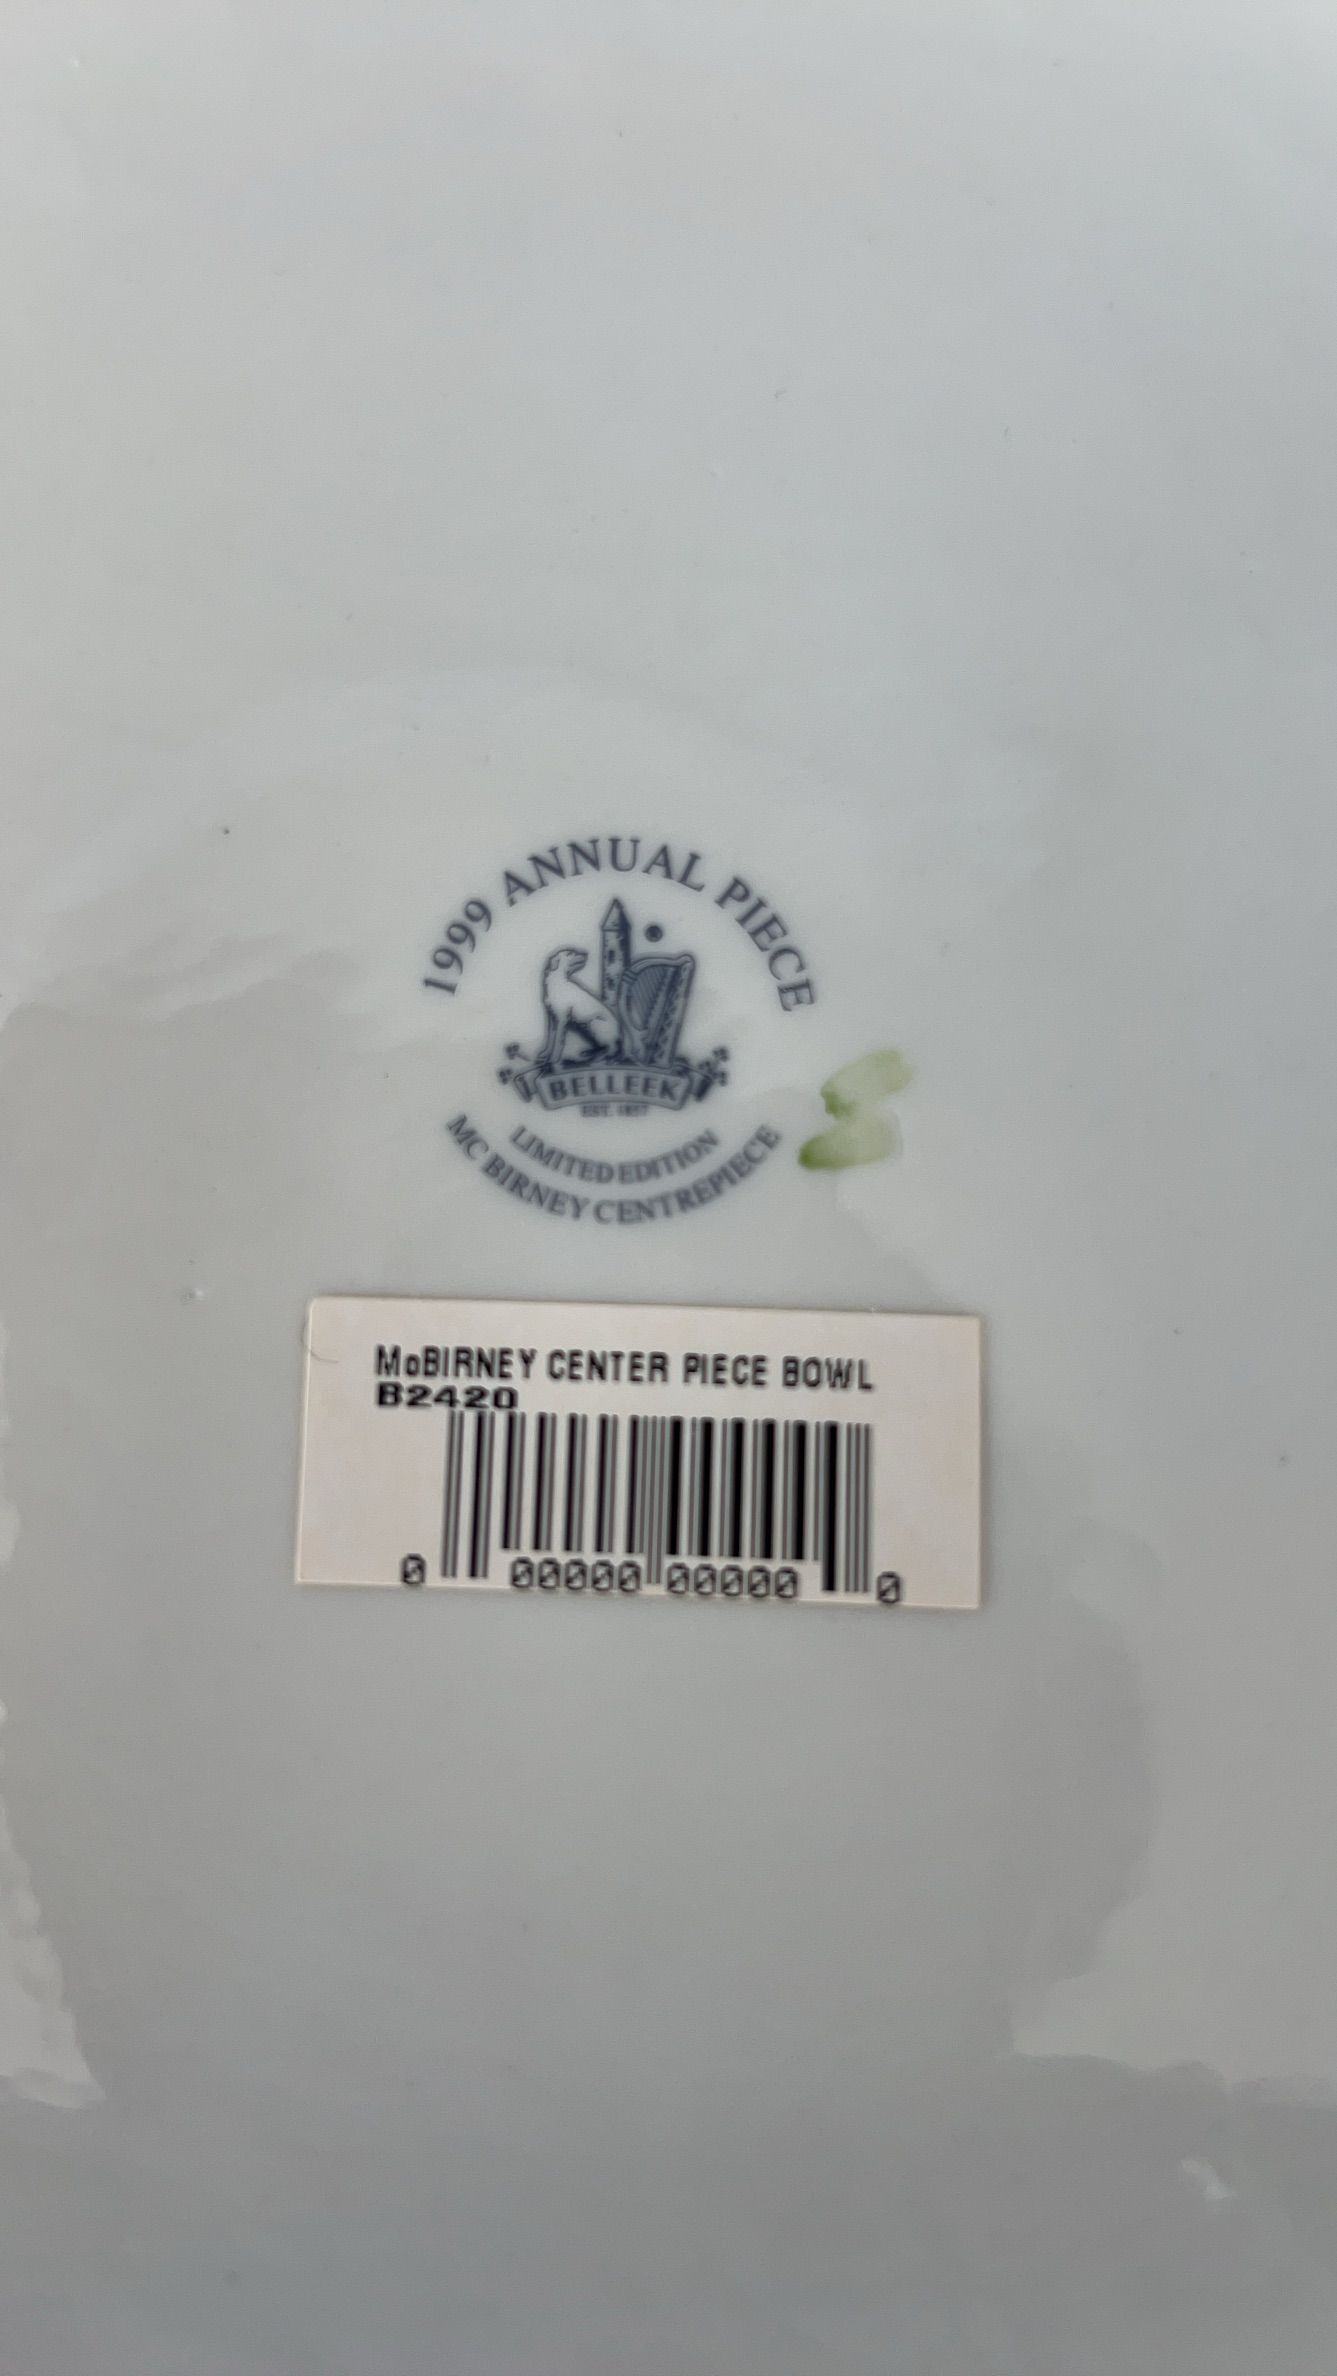 1999 ANNUAL PIECE
®
BELLEEK
EST. 1857
LIMITED EDITION
MC BIRNEY CENTREPIECE
McBIRNEY CENTER PIECE BOWL
B2420
0 00000 00000 0